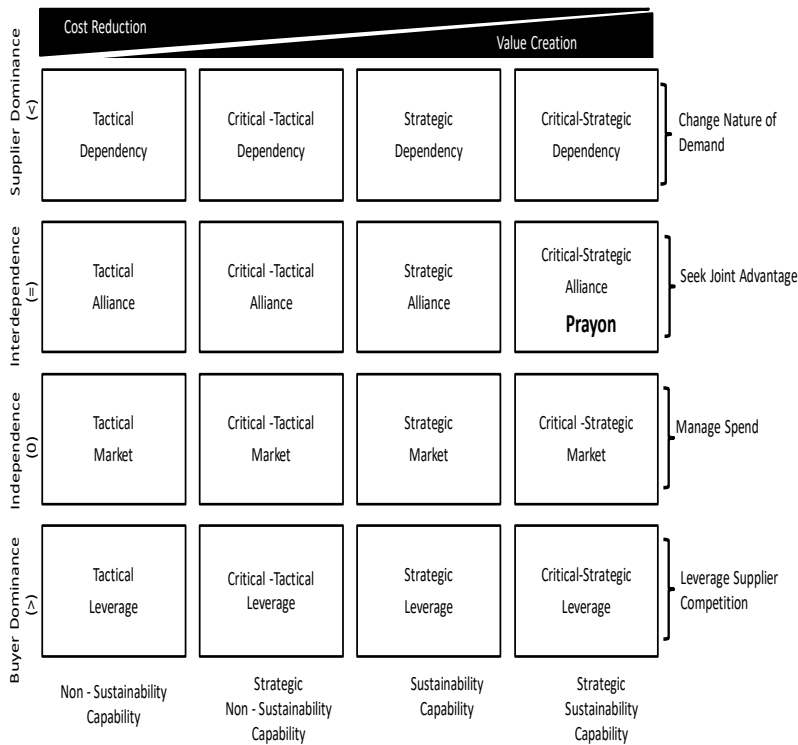 Cost Reduction
Value Creation
Supplier Dominance
(<)
Tactical
Dependency
Critical -Tactical
Dependency
Strategic
Dependency
Critical-Strategic
Dependency
Change Nature of
Demand
Interdependence
(=)
Tactical
Alliance
Critical -Tactical
Alliance
Strategic
Alliance
Critical-Strategic
Alliance
Prayon
Seek Joint Advantage
Independence
(0)
Tactical
Market
Critical -Tactical
Market
Strategic
Market
Critical -Strategic
Market
Manage Spend
Buyer Dominance
(>)
Tactical
Leverage
Critical -Tactical
Leverage
Strategic
Leverage
Critical-Strategic
Leverage
Leverage Supplier
Competition
Non - Sustainability
Capability
Strategic
Non - Sustainability
Capability
Sustainability
Capability
Strategic
Sustainability
Capability